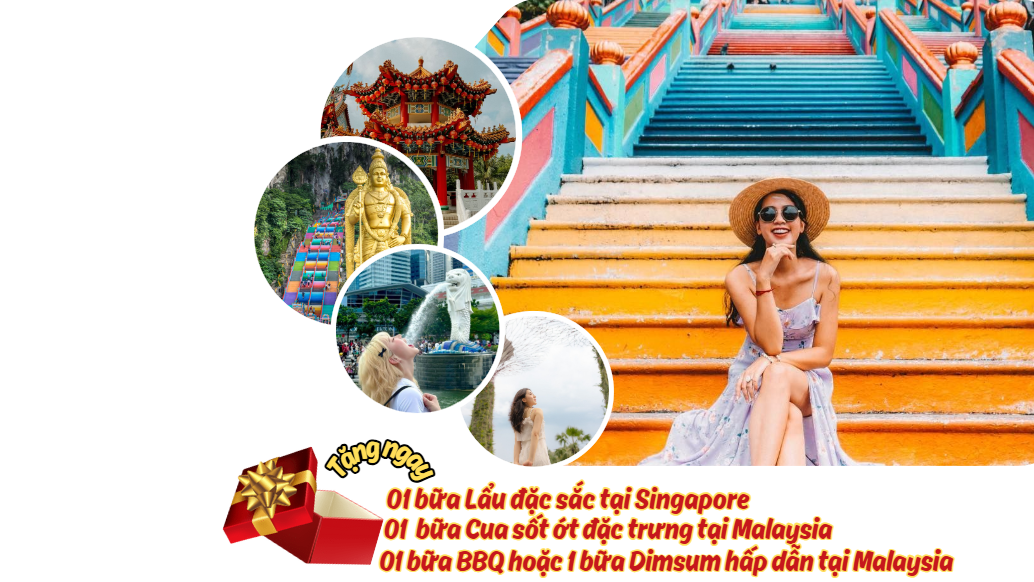 Tặng ngay
01 bữa Lẩu đặc sắc tại Singapore
01 bữa Cua sốt ớt đặc trưng tại Malaysia
01 bữa BBQ hoặc 1 bữa Dimsum hấp dẫn tại Malaysia